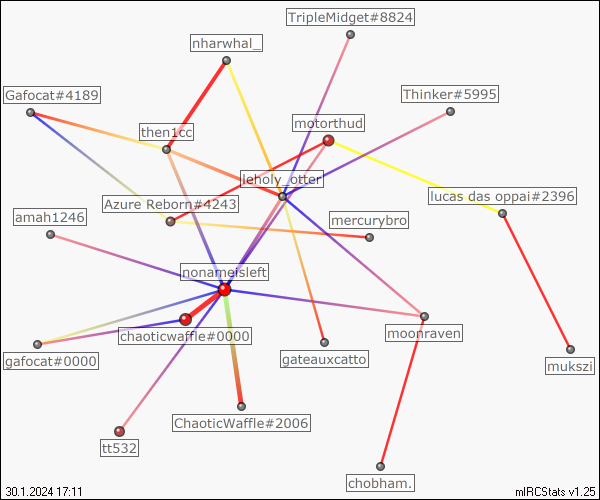 TripleMidget#8824
nharwhal_
Gafocat#4189
Thinker#5995
motorthud
then1cc
leholy_otter
lucas das oppai#2396
Azure Reborn#4243
amah1246
mercurybro
nonameisleft
chaoticwaffle#0000
moonraven
gafocat#0000
gateauxcatto
mukszi
ChaoticWaffle#2006
tt532
chobham.
30.1.2024 17:11
mIRCStats v1.25